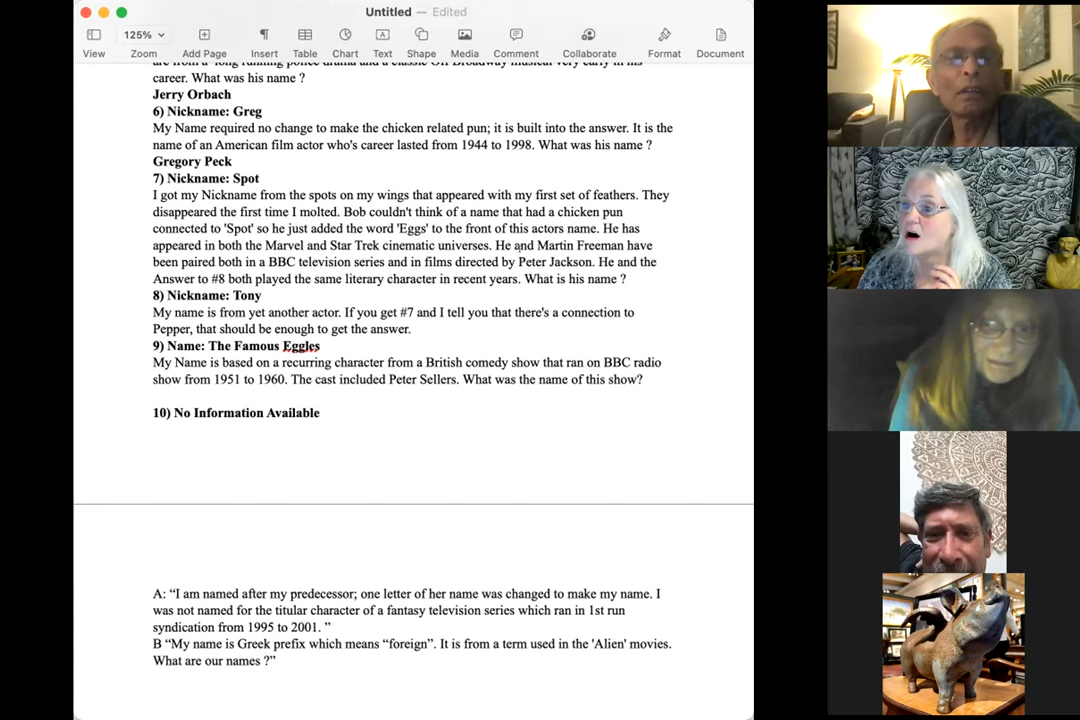 Untitled — Edited
125%
View Zoom Add Page Insert Table Chart Text Shape Media Comment Collaborate Format Document
are from a long running police drama and a classic Off Broadway musical very early in his
career. What was his name ?
Jerry Orbach
6) Nickname: Greg
My Name required no change to make the chicken related pun; it is built into the answer. It is the
name of an American film actor who's career lasted from 1944 to 1998. What was his name ?
Gregory Peck
7) Nickname: Spot
I got my Nickname from the spots on my wings that appeared with my first set of feathers. They
disappeared the first time I molted. Bob couldn't think of a name that had a chicken pun
connected to 'Spot' so he just added the word 'Eggs' to the front of this actors name. He has
appeared in both the Marvel and Star Trek cinematic universes. He and Martin Freeman have
been paired both in a BBC television series and in films directed by Peter Jackson. He and the
Answer to #8 both played the same literary character in recent years. What is his name ?
8) Nickname: Tony
My name is from yet another actor. If you get #7 and I tell you that there's a connection to
Pepper, that should be enough to get the answer.
9) Name: The Famous Eggles
My Name is based on a recurring character from a British comedy show that ran on BBC radio
show from 1951 to 1960. The cast included Peter Sellers. What was the name of this show?
10) No Information Available
A: “I am named after my predecessor; one letter of her name was changed to make my name. I
was not named for the titular character of a fantasy television series which ran in 1st run
syndication from 1995 to 2001. ”
B “My name is Greek prefix which means “foreign”. It is from a term used in the 'Alien' movies.
What are our names ?”